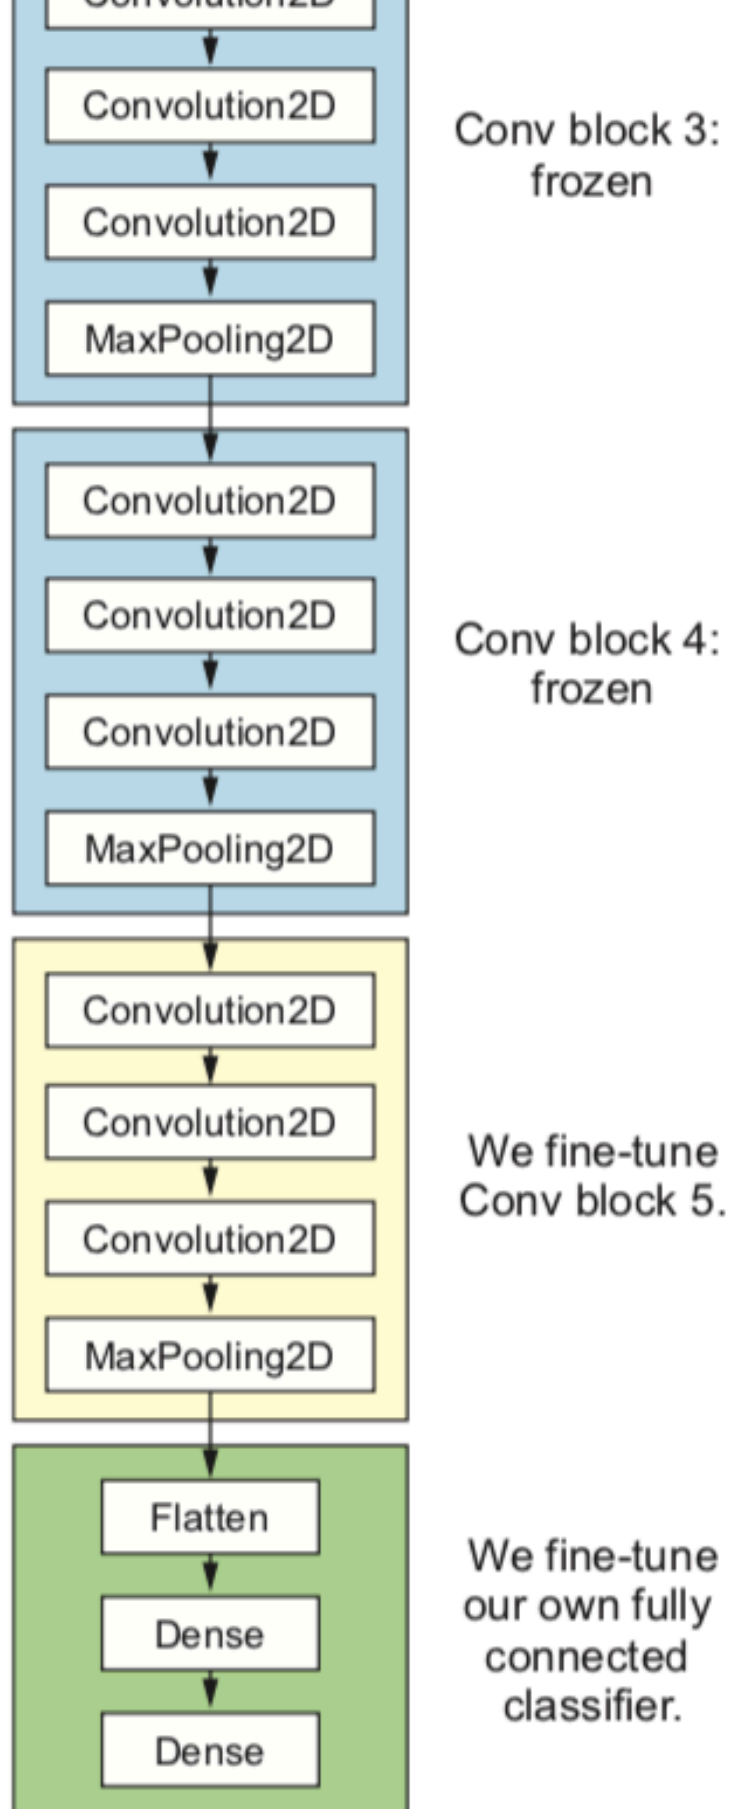 Convolution2D
Convolution2D
Conv block 3:
frozen
Convolution2D
MaxPooling2D
Convolution2D
Convolution2D
Conv block 4:
frozen
Convolution2D
MaxPooling2D
Convolution2D
Convolution2D
We fine-tune
Conv block 5.
Convolution2D
MaxPooling2D
Flatten
Dense
Dense
We fine-tune
our own fully
connected
classifier.